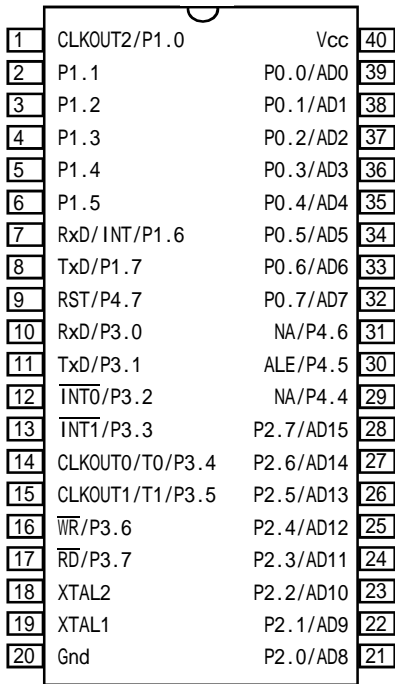 1 CLKOUT2/P1.0 Vcc 40
2 P1.1 P0.0/AD0 39
3 P1.2 P0.1/AD1 38
4 P1.3 P0.2/AD2 37
5 P1.4 P0.3/AD3 36
6 P1.5 P0.4/AD4 35
7 RxD/INT/P1.6 P0.5/AD5 34
8 TxD/P1.7 P0.6/AD6 33
9 RST/P4.7 P0.7/AD7 32
10 RxD/P3.0 NA/P4.6 31
11 TxD/P3.1 ALE/P4.5 30
12 I̅N̅T̅0̅/P3.2 NA/P4.4 29
13 I̅N̅T̅1̅/P3.3 P2.7/AD15 28
14 CLKOUT0/T0/P3.4 P2.6/AD14 27
15 CLKOUT1/T1/P3.5 P2.5/AD13 26
16 W̅R̅/P3.6 P2.4/AD12 25
17 R̅D̅/P3.7 P2.3/AD11 24
18 XTAL2 P2.2/AD10 23
19 XTAL1 P2.1/AD9 22
20 Gnd P2.0/AD8 21